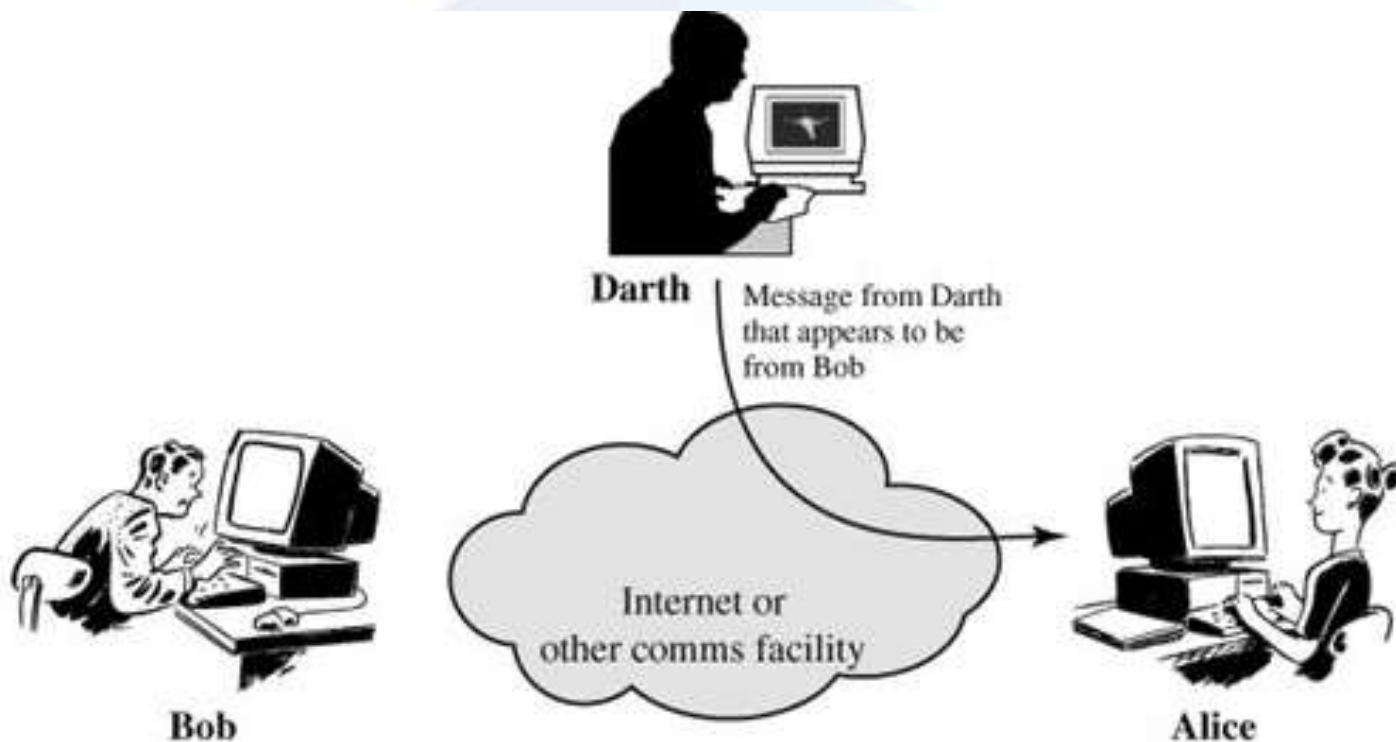 Darth
Message from Darth
that appears to be
from Bob
Internet or
other comms facility
Bob
Alice